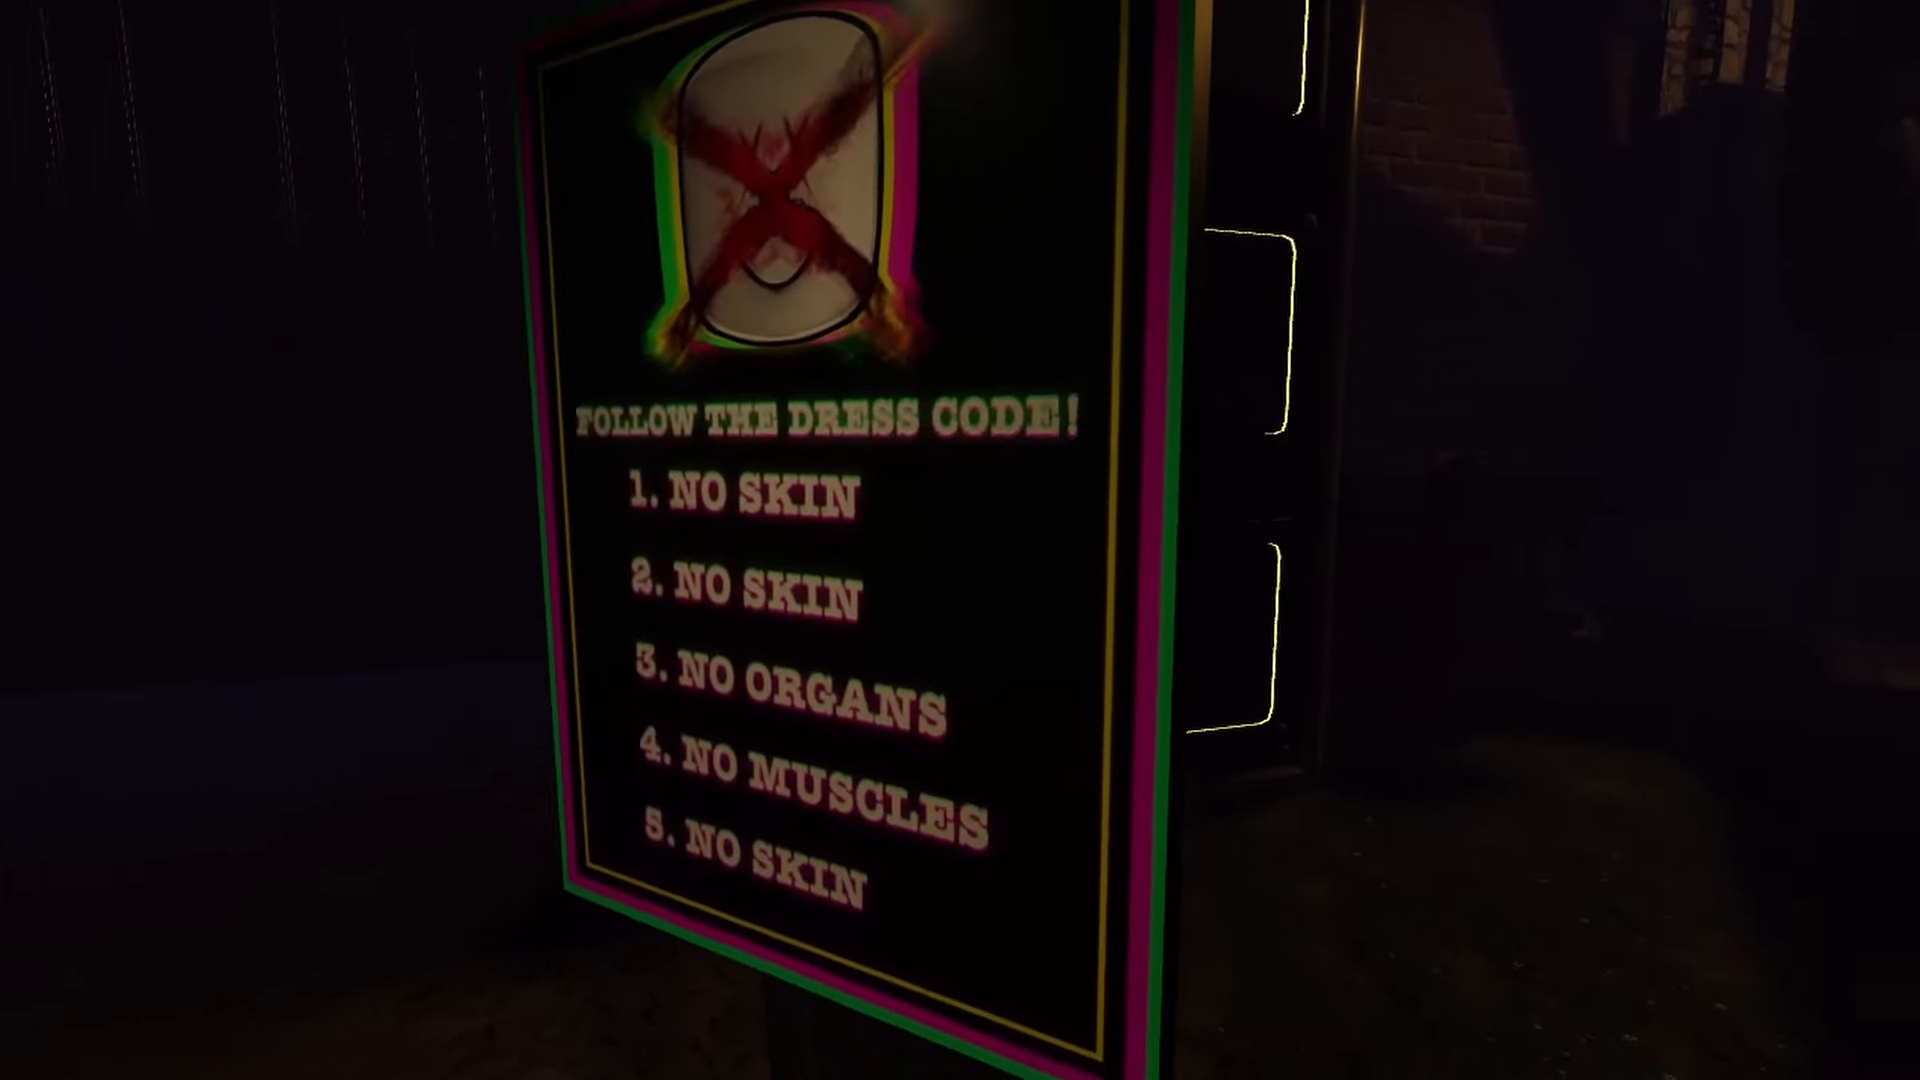 FOLLOW THE DRESS CODE!
1. NO SKIN
2. NO SKIN
3. NO ORGANS
4. NO MUSCLES
5. NO SKIN